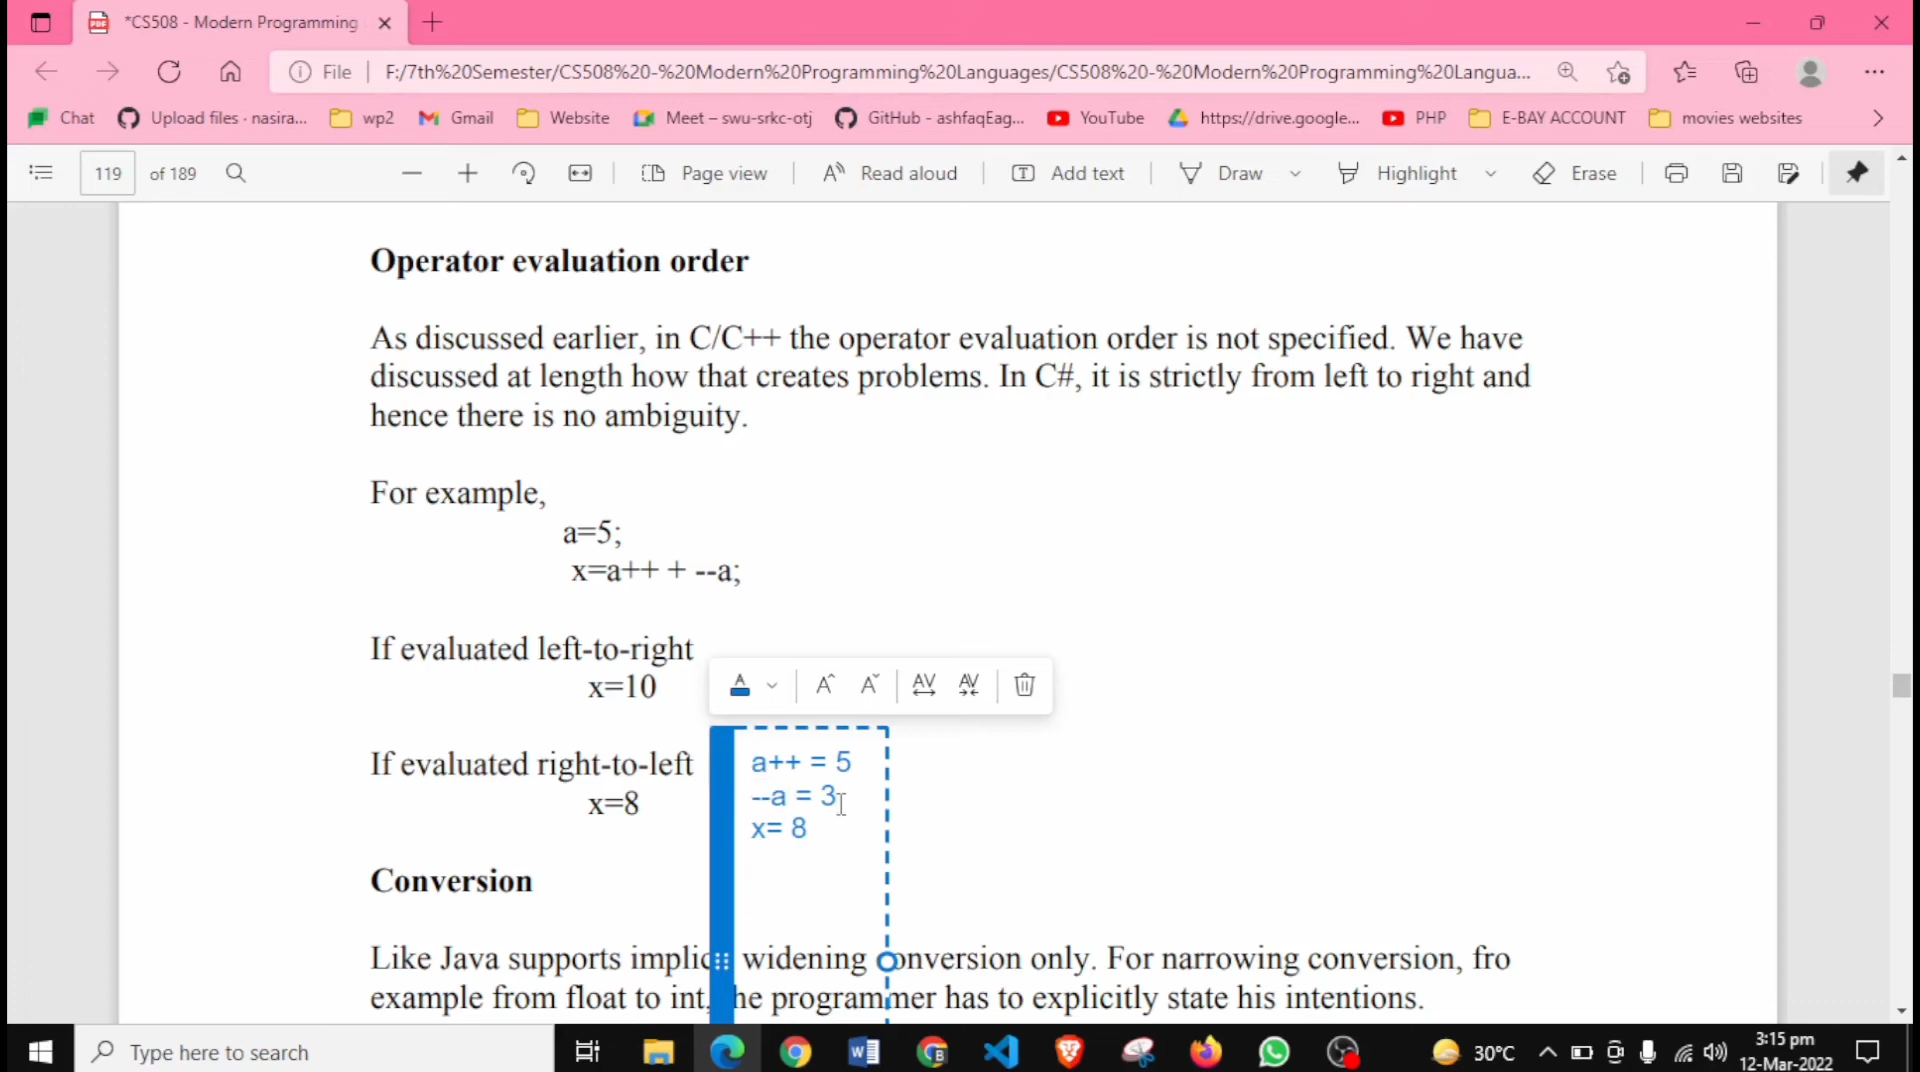 *CS508 - Modern Programming
File
F:/7th%20Semester/CS508%20-%20Modern%20Programming%20Languages/CS508%20-%20Modern%20Programming%20Langua...
Chat
Upload files · nasira...
wp2
Gmail
Website
Meet – swu-srkc-otj
GitHub - ashfaqEag...
YouTube
https://drive.google...
PHP
E-BAY ACCOUNT
movies websites
119 of 189
Page view
Read aloud
Add text
Draw
Highlight
Erase
Operator evaluation order
As discussed earlier, in C/C++ the operator evaluation order is not specified. We have
discussed at length how that creates problems. In C#, it is strictly from left to right and
hence there is no ambiguity.
For example,
a=5;
x=a++ + --a;
If evaluated left-to-right
x=10
If evaluated right-to-left
x=8
a++ = 5
--a = 3
x= 8
Conversion
Like Java supports implic widening onversion only. For narrowing conversion, fro
example from float to int, he programmer has to explicitly state his intentions.
Type here to search
30°C
3:15 pm
12-Mar-2022